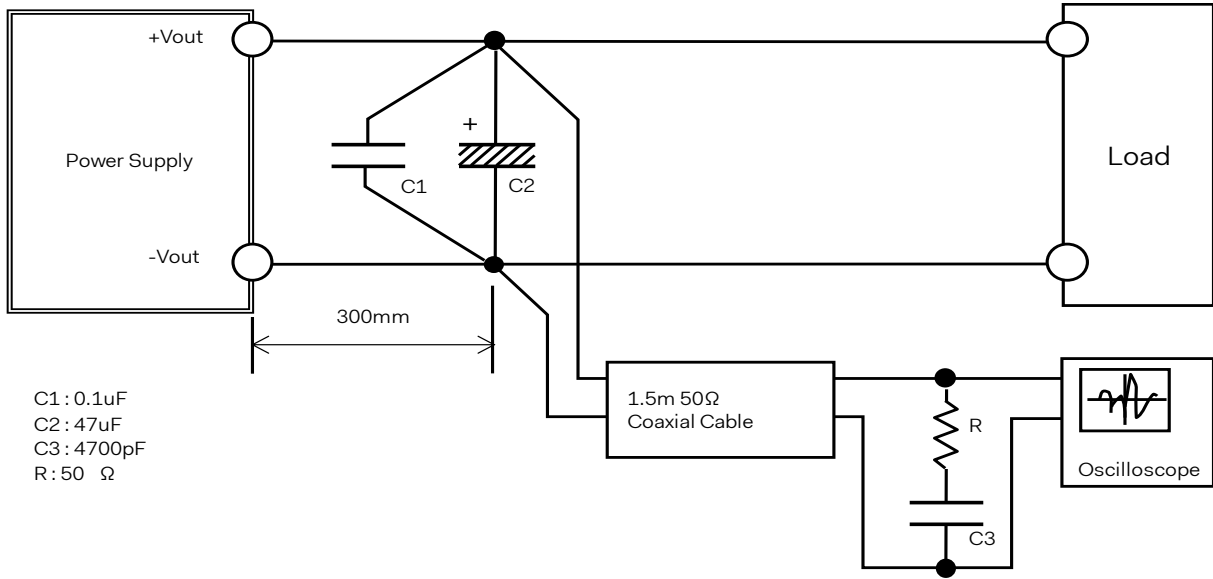 +Vout
Power Supply
-Vout
+
C1
C2
Load
300mm
C1 : 0.1uF
C2 : 47uF
C3 : 4700pF
R : 50 Ω
1.5m 50Ω
Coaxial Cable
R
C3
Oscilloscope